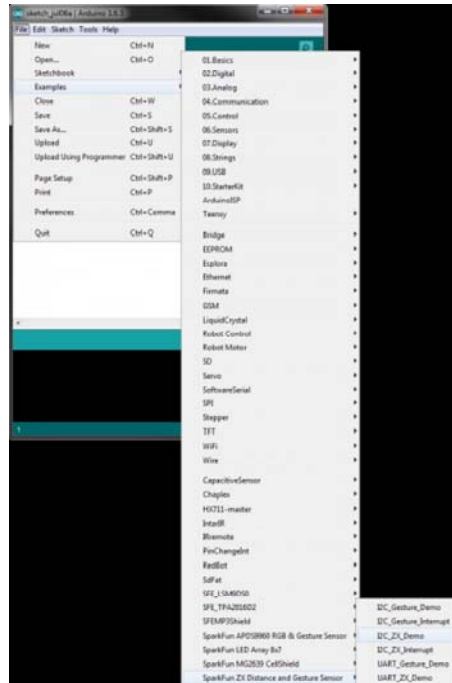 sketch_jul06a | Arduino 1.6.3
File Edit Sketch Tools Help
New Ctrl+N
Open... Ctrl+O
Sketchbook
Examples
Close Ctrl+W
Save Ctrl+S
Save As... Ctrl+Shift+S
Upload Ctrl+U
Upload Using Programmer Ctrl+Shift+U
Page Setup Ctrl+Shift+P
Print Ctrl+P
Preferences Ctrl+Comma
Quit Ctrl+Q
01.Basics
02.Digital
03.Analog
04.Communication
05.Control
06.Sensors
07.Display
08.Strings
09.USB
10.StarterKit
ArduinoISP
Teensy
Bridge
EEPROM
Esplora
Ethernet
Firmata
GSM
LiquidCrystal
Robot Control
Robot Motor
SD
Servo
SoftwareSerial
SPI
Stepper
TFT
WiFi
Wire
CapacitiveSensor
Chaplex
HX711-master
InterIR
IRremote
PinChangeInt
RedBot
SdFat
SFE_LSM9DS0
SFE_TPA2016D2
SFEMP3Shield
SparkFun APDS9960 RGB & Gesture Sensor
SparkFun LED Array 8x7
SparkFun MG2639 CellShield
SparkFun ZX Distance and Gesture Sensor
I2C_Gesture_Demo
I2C_Gesture_Interrupt
I2C_ZX_Demo
I2C_ZX_Interrupt
UART_Gesture_Demo
UART_ZX_Demo
1